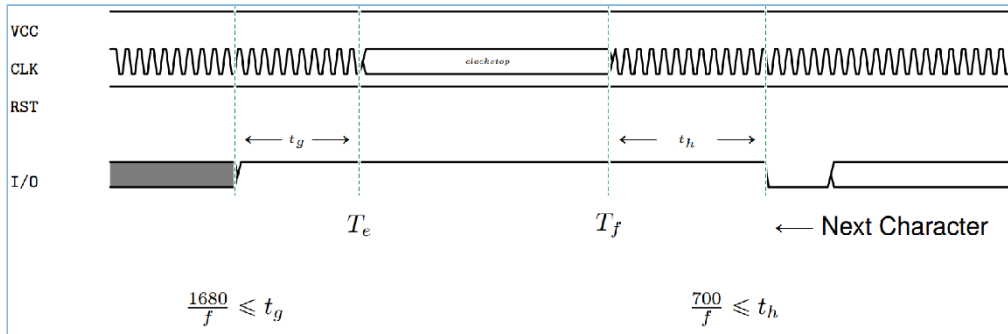 VCC
CLK clockstop
RST
← t_g → ← t_h →
I/O
T_e T_f ← Next Character
1680/f ⩽ t_g 700/f ⩽ t_h